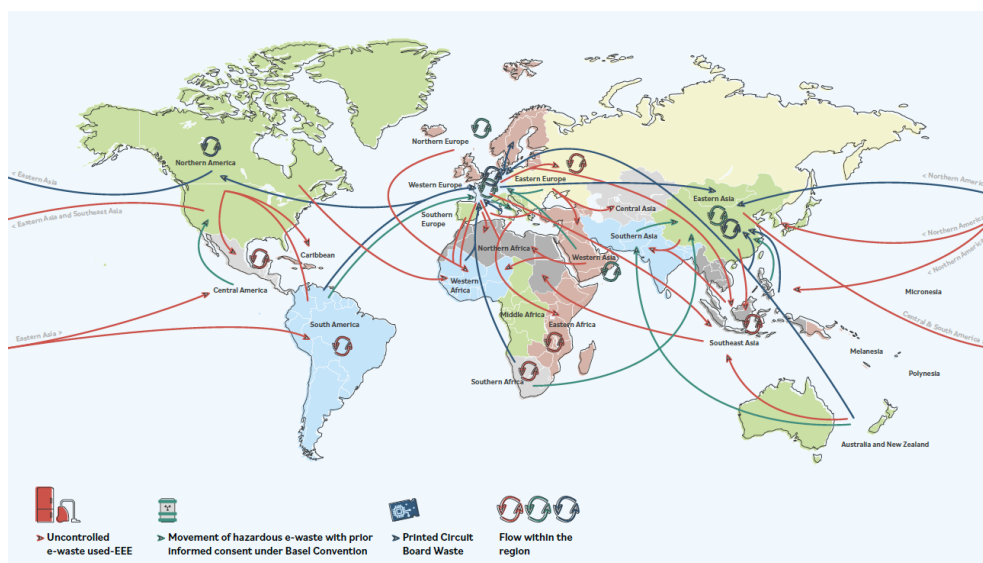 Northern Europe
Northern America
< Eastern Asia
< Northern Ameri
Western Europe
Eastern Europe
Eastern Asia
Central Asia
< Eastern Asia and Southeast Asia
Southern
Europe
Southern Asia
< Northern Ameri
Northern Africa
Caribbean
Western Asia
< Northern Americ
Central America
Western
Africa
Micronesia
South America
Middle Africa
Eastern Africa
Central & South America >
Eastern Asia >
Southeast Asia
Melanesia
Southern Africa
Polynesia
Australia and New Zealand
Uncontrolled
e-waste used-EEE
Movement of hazardous e-waste with prior
informed consent under Basel Convention
Printed Circuit
Board Waste
Flow within the
region